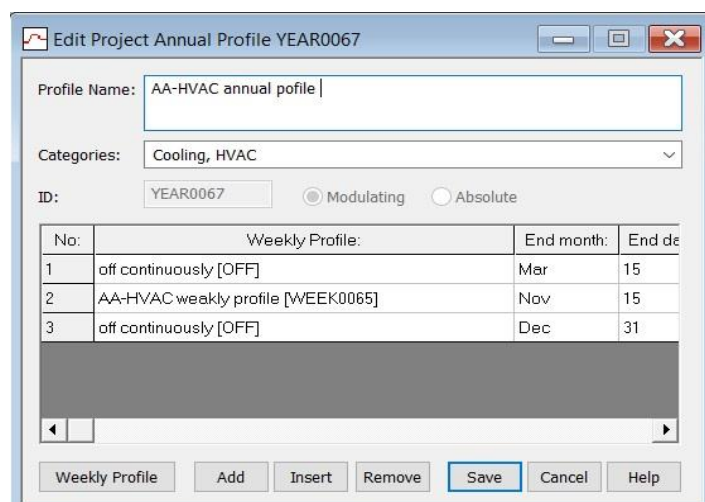 Edit Project Annual Profile YEAR0067
Profile Name: AA-HVAC annual pofile
Categories: Cooling, HVAC
ID: YEAR0067 Modulating Absolute
No: Weekly Profile: End month: End da
1 off continuously [OFF] Mar 15
2 AA-HVAC weakly profile [WEEK0065] Nov 15
3 off continuously [OFF] Dec 31
Weekly Profile Add Insert Remove Save Cancel Help